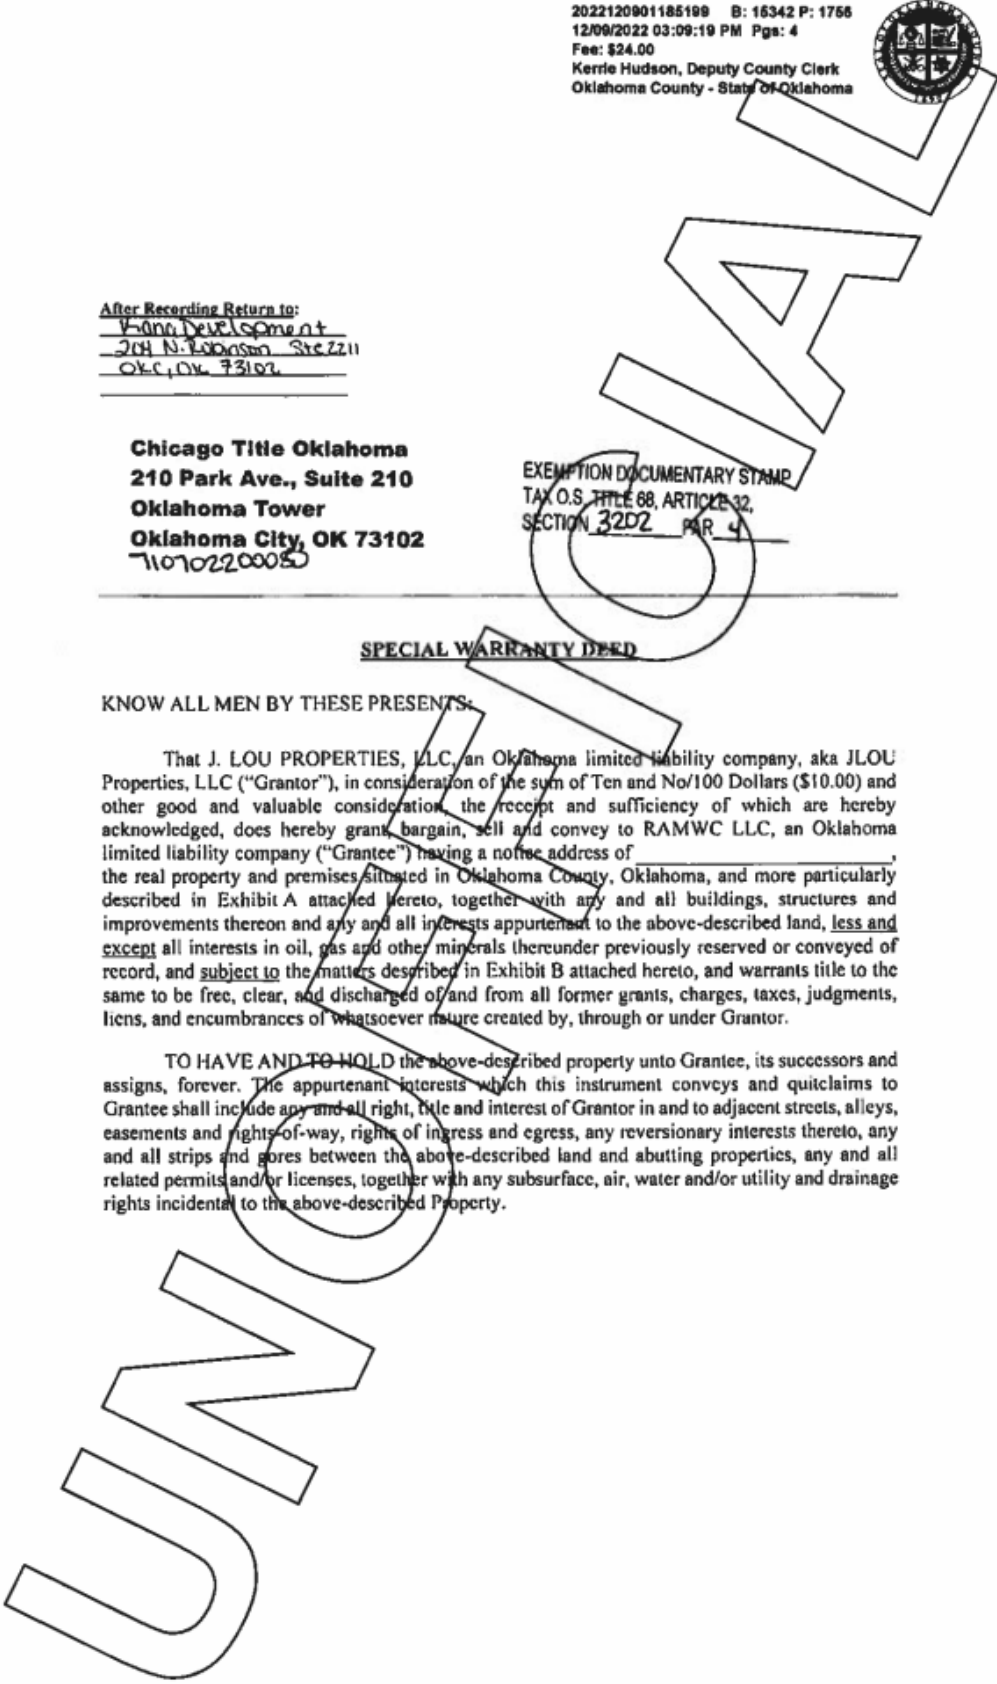 2022120901185199 B: 15342 P: 1756
12/09/2022 03:09:19 PM Pgs: 4
Fee: $24.00
Kerrie Hudson, Deputy County Clerk
Oklahoma County - State of Oklahoma
After Recording Return to:
Kana Development
204 N. Robinson Ste 2211
OKC, OK 73102
Chicago Title Oklahoma
210 Park Ave., Suite 210
Oklahoma Tower
Oklahoma City, OK 73102
710702200080
EXEMPTION DOCUMENTARY STAMP
TAX O.S. TITLE 68, ARTICLE 32,
SECTION 3202 PAR 4
SPECIAL WARRANTY DEED
KNOW ALL MEN BY THESE PRESENTS:
That J. LOU PROPERTIES, LLC, an Oklahoma limited liability company, aka JLOU
Properties, LLC (“Grantor”), in consideration of the sum of Ten and No/100 Dollars ($10.00) and
other good and valuable consideration, the receipt and sufficiency of which are hereby
acknowledged, does hereby grant, bargain, sell and convey to RAMWC LLC, an Oklahoma
limited liability company (“Grantee”) having a notice address of ____________________,
the real property and premises situated in Oklahoma County, Oklahoma, and more particularly
described in Exhibit A attached hereto, together with any and all buildings, structures and
improvements thereon and any and all interests appurtenant to the above-described land, less and
except all interests in oil, gas and other minerals thereunder previously reserved or conveyed of
record, and subject to the matters described in Exhibit B attached hereto, and warrants title to the
same to be free, clear, and discharged of and from all former grants, charges, taxes, judgments,
liens, and encumbrances of whatsoever nature created by, through or under Grantor.
TO HAVE AND TO HOLD the above-described property unto Grantee, its successors and
assigns, forever. The appurtenant interests which this instrument conveys and quitclaims to
Grantee shall include any and all right, title and interest of Grantor in and to adjacent streets, alleys,
easements and rights-of-way, rights of ingress and egress, any reversionary interests thereto, any
and all strips and gores between the above-described land and abutting properties, any and all
related permits and/or licenses, together with any subsurface, air, water and/or utility and drainage
rights incidental to the above-described Property.
UNOFFICIAL